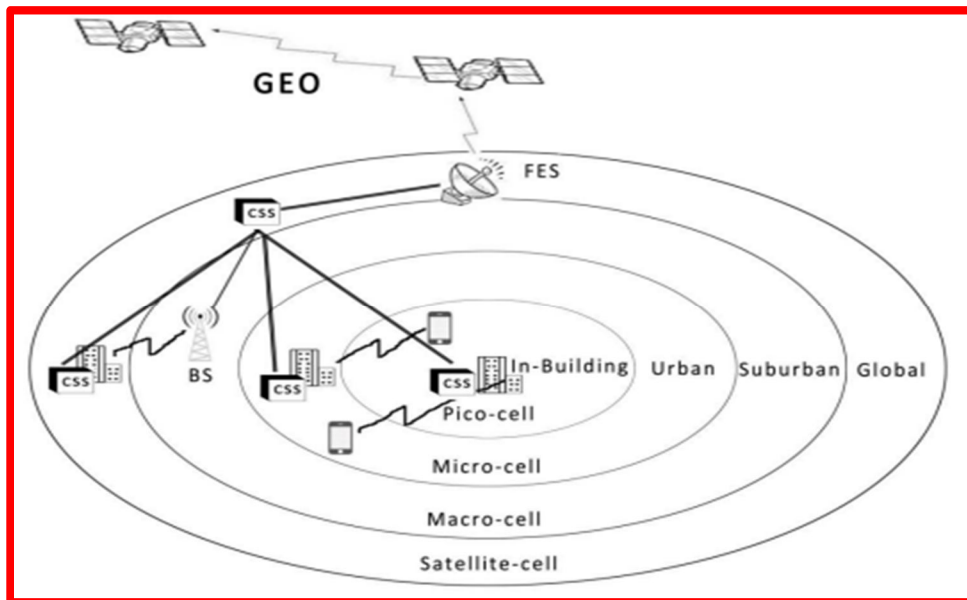 GEO
FES
CSS
BS
CSS
CSS
CSS
In-Building
Urban
Suburban
Global
Pico-cell
Micro-cell
Macro-cell
Satellite-cell